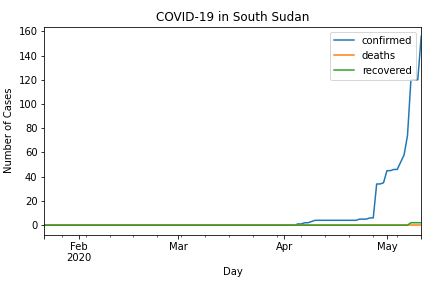 COVID-19 in South Sudan
confirmed
deaths
recovered
160
140
120
100
80
60
40
20
0
Number of Cases
Feb
2020
Mar
Apr
May
Day